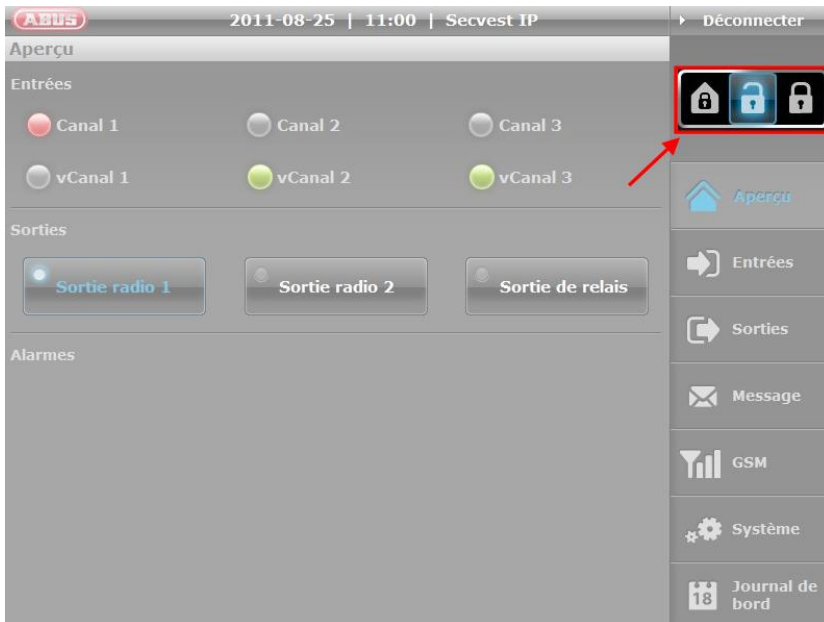 ABUS 2011-08-25 | 11:00 | Secvest IP Déconnecter
Aperçu
Entrées
Canal 1 Canal 2 Canal 3
vCanal 1 vCanal 2 vCanal 3
Sorties
Sortie radio 1 Sortie radio 2 Sortie de relais
Alarmes
Aperçu
Entrées
Sorties
Message
GSM
Système
18 Journal de
bord